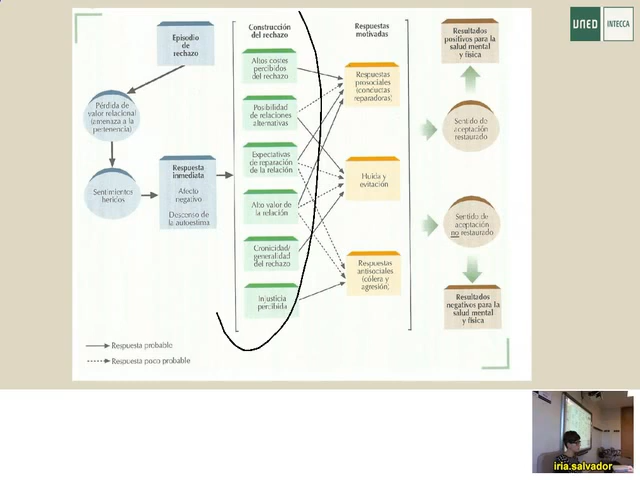 Episodio
de
rechazo
Pérdida de
valor relacional
(amenaza a la
pertenencia)
Sentimientos
heridos
Respuesta
inmediata
Afecto
negativo
Descenso de
la autoestima
Construcción
del rechazo
Altos costes
percibidos
del rechazo
Posibilidad
de relaciones
alternativas
Expectativas
de reparación
de la relación
Alto valor de
la relación
Cronicidad/
generalidad
del rechazo
Injusticia
percibida
Respuestas
motivadas
Respuestas
prosociales
(conductas
reparadoras)
Huida y
evitación
Respuestas
antisociales
(cólera y
agresión)
Resultados
positivos para la
salud mental
y física
Sentido de
aceptación
restaurado
Sentido de
aceptación
no restaurado
Resultados
negativos para la
salud mental
y física
Respuesta probable
Respuesta poco probable
UNED
INTECCA
iria.salvador